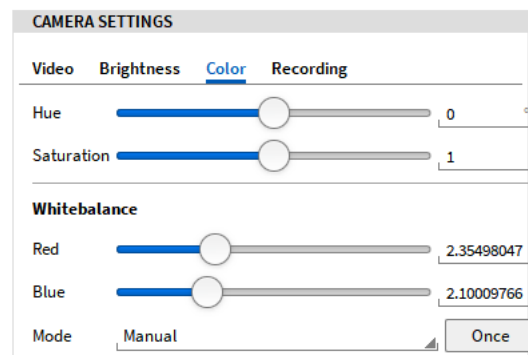 CAMERA SETTINGS
Video Brightness Color Recording
Hue 0 °
Saturation 1
Whitebalance
Red 2.35498047
Blue 2.10009766
Mode Manual Once